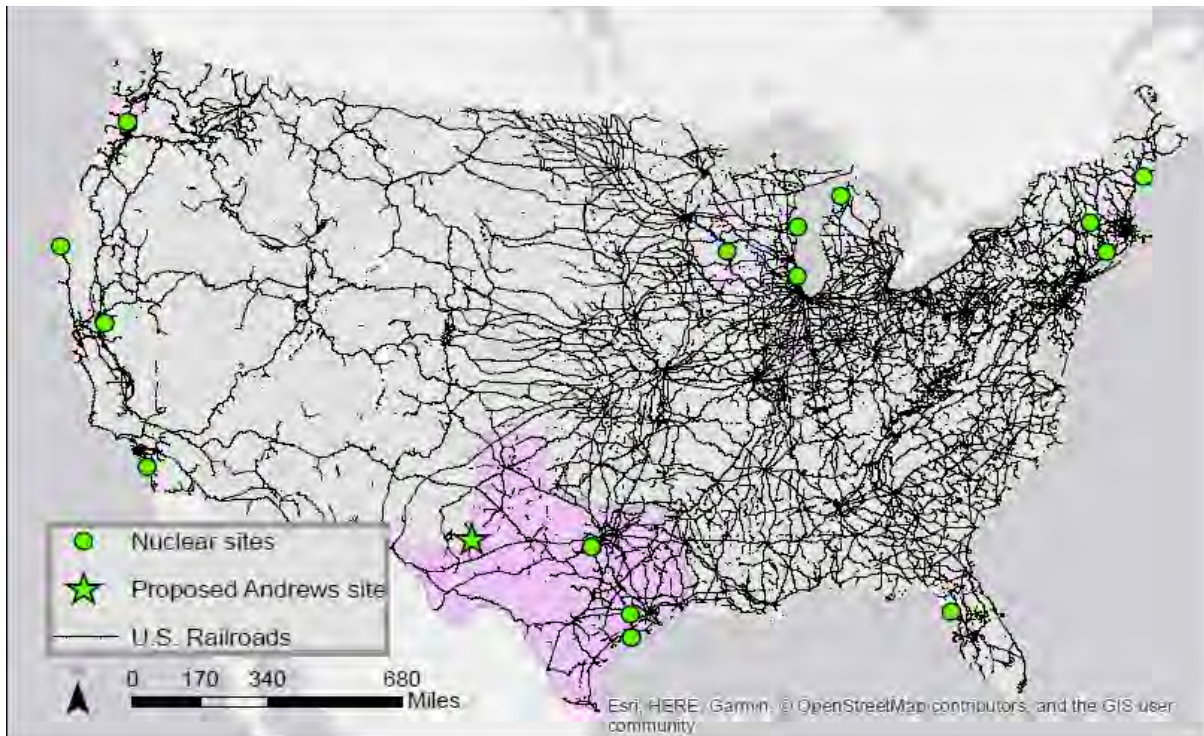 Nuclear sites
Proposed Andrews site
U.S. Railroads
0 170 340 680
Miles
Esri, HERE, Garmin, © OpenStreetMap contributors, and the GIS user
community